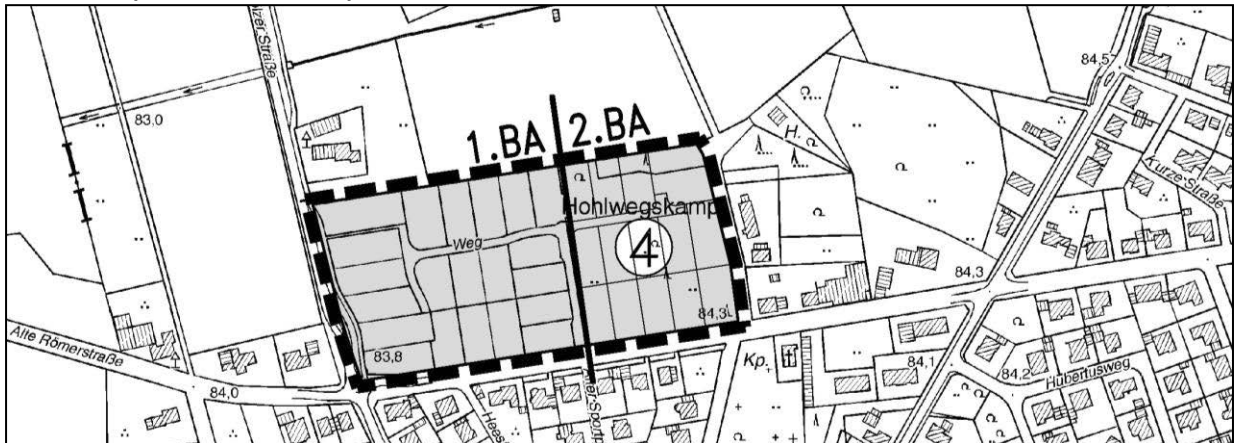 84,5
83,0
1.BA 2.BA
H.
Kurze-Straße
Hohlwegskamp
Weg
4
84,3
84,3
83,8
Alte Römerstraße
84,0
Kp.
84,1
84,2
Hubertusweg